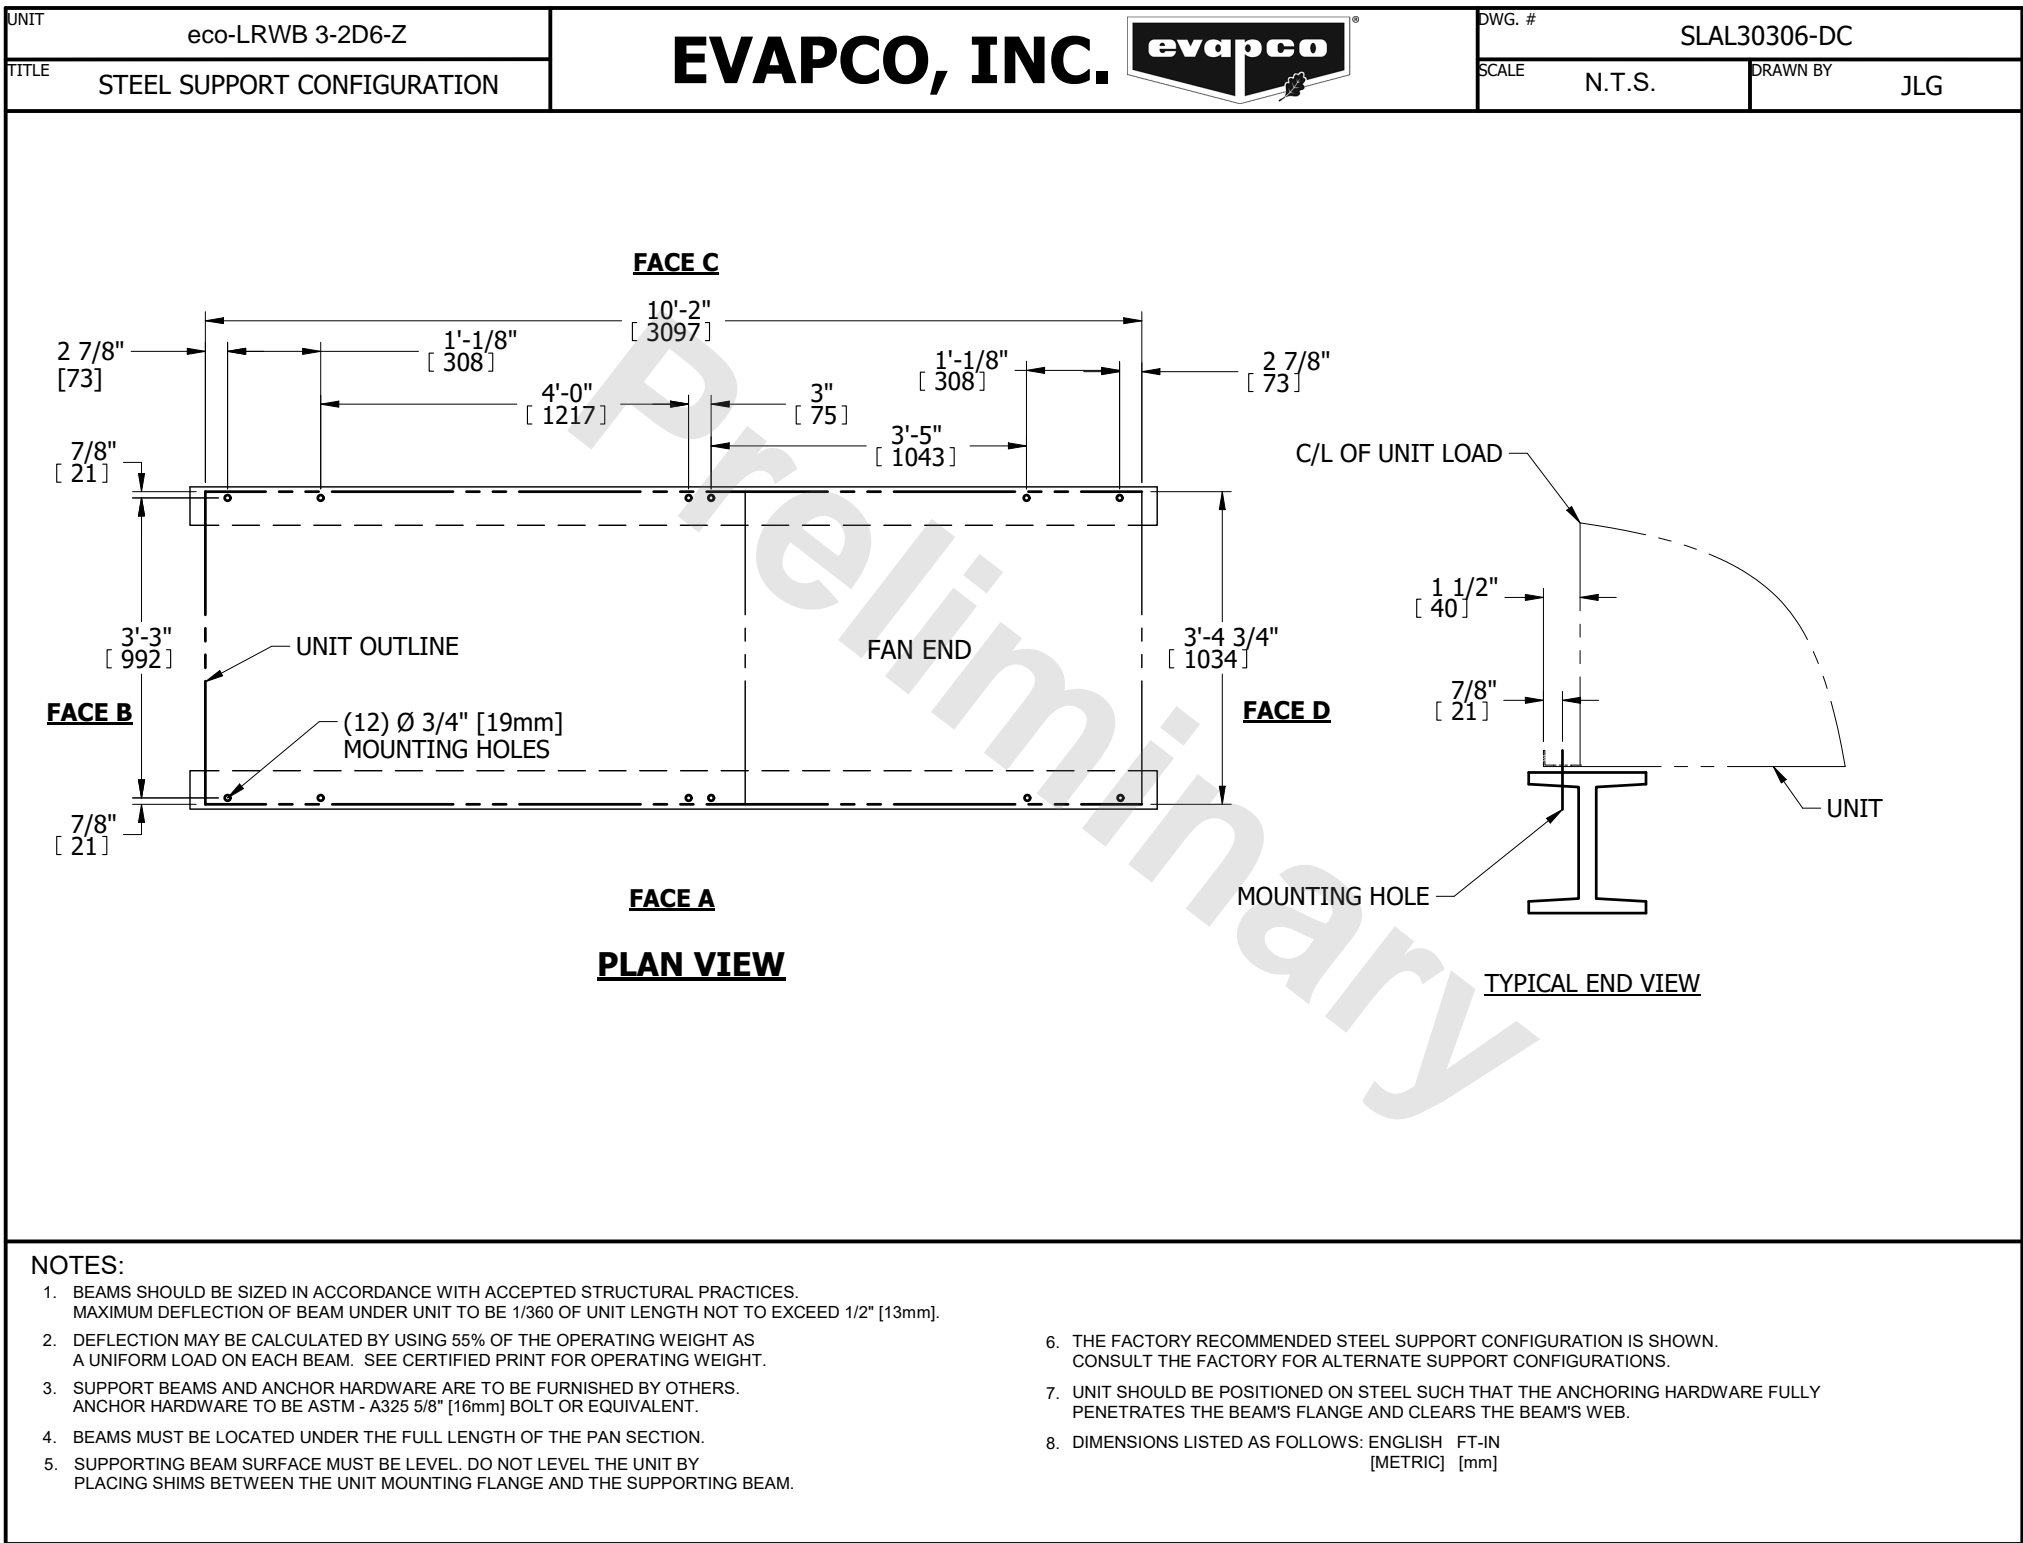 UNIT
eco-LRWB 3-2D6-Z
TITLE
STEEL SUPPORT CONFIGURATION
EVAPCO, INC.
evapco
®
DWG. #
SLAL30306-DC
SCALE
N.T.S.
DRAWN BY
JLG
FACE C
10'-2"
[ 3097]
2 7/8"
[73]
1'-1/8"
[ 308]
1'-1/8"
[ 308]
2 7/8"
[ 73]
4'-0"
[ 1217]
3"
[ 75]
3'-5"
[ 1043]
7/8"
[ 21]
C/L OF UNIT LOAD
1 1/2"
[ 40]
3'-3"
[ 992]
UNIT OUTLINE
FAN END
3'-4 3/4"
[ 1034]
7/8"
[ 21]
FACE B
(12) Ø 3/4" [19mm]
MOUNTING HOLES
FACE D
7/8"
[ 21]
UNIT
MOUNTING HOLE
FACE A
PLAN VIEW
TYPICAL END VIEW
Preliminary
NOTES:
1. BEAMS SHOULD BE SIZED IN ACCORDANCE WITH ACCEPTED STRUCTURAL PRACTICES.
MAXIMUM DEFLECTION OF BEAM UNDER UNIT TO BE 1/360 OF UNIT LENGTH NOT TO EXCEED 1/2" [13mm].
2. DEFLECTION MAY BE CALCULATED BY USING 55% OF THE OPERATING WEIGHT AS
A UNIFORM LOAD ON EACH BEAM. SEE CERTIFIED PRINT FOR OPERATING WEIGHT.
3. SUPPORT BEAMS AND ANCHOR HARDWARE ARE TO BE FURNISHED BY OTHERS.
ANCHOR HARDWARE TO BE ASTM - A325 5/8" [16mm] BOLT OR EQUIVALENT.
4. BEAMS MUST BE LOCATED UNDER THE FULL LENGTH OF THE PAN SECTION.
5. SUPPORTING BEAM SURFACE MUST BE LEVEL. DO NOT LEVEL THE UNIT BY
PLACING SHIMS BETWEEN THE UNIT MOUNTING FLANGE AND THE SUPPORTING BEAM.
6. THE FACTORY RECOMMENDED STEEL SUPPORT CONFIGURATION IS SHOWN.
CONSULT THE FACTORY FOR ALTERNATE SUPPORT CONFIGURATIONS.
7. UNIT SHOULD BE POSITIONED ON STEEL SUCH THAT THE ANCHORING HARDWARE FULLY
PENETRATES THE BEAM'S FLANGE AND CLEARS THE BEAM'S WEB.
8. DIMENSIONS LISTED AS FOLLOWS: ENGLISH FT-IN
[METRIC] [mm]